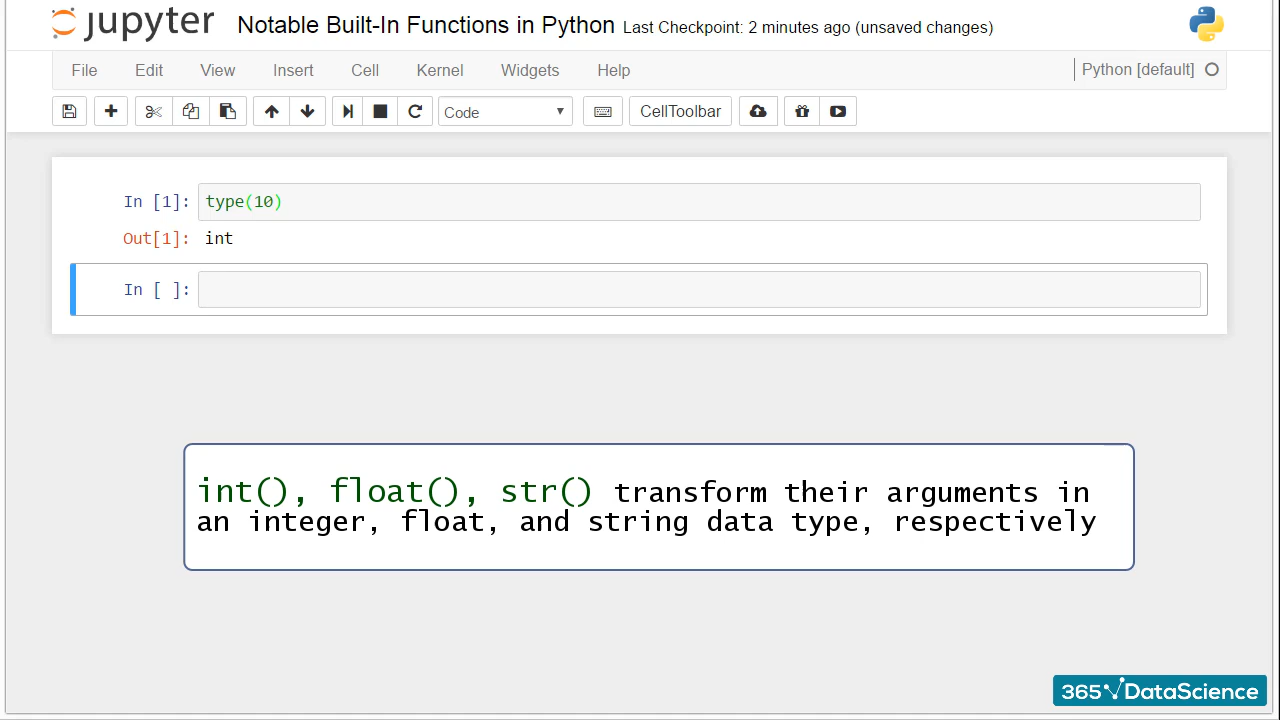 jupyter Notable Built-In Functions in Python Last Checkpoint: 2 minutes ago (unsaved changes)
File Edit View Insert Cell Kernel Widgets Help Python [default]
Code CellToolbar
In [1]: type(10)
Out[1]: int
In [ ]:
int(), float(), str() transform their arguments in
an integer, float, and string data type, respectively
365 DataScience